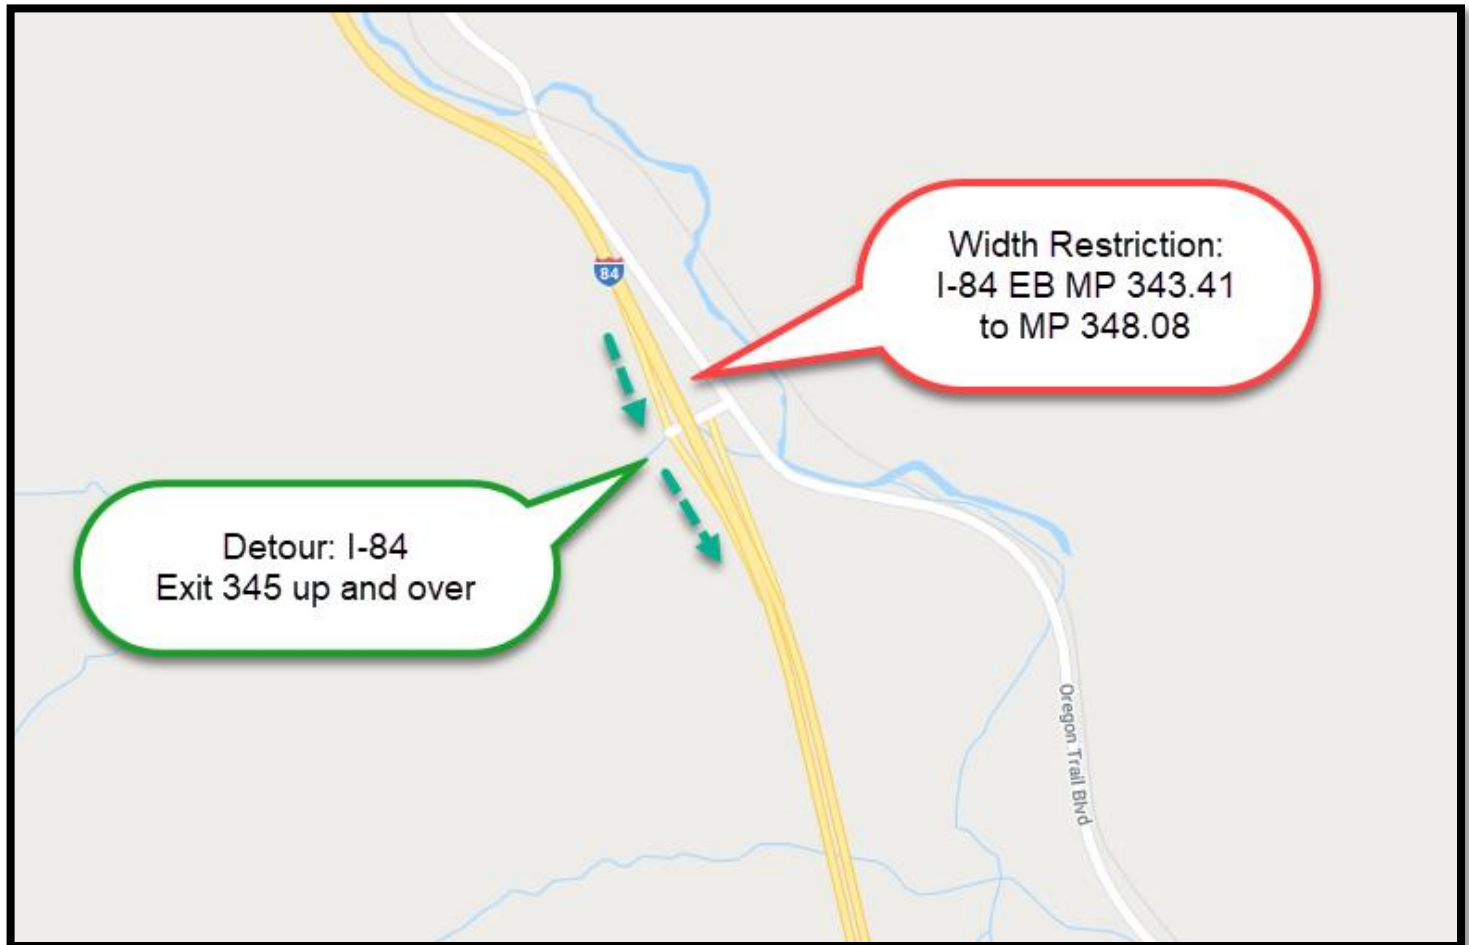 84
Width Restriction:
I-84 EB MP 343.41
to MP 348.08
Detour: I-84
Exit 345 up and over
Oregon Trail Blvd